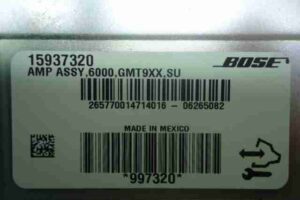 15937320
BOSE
AMP ASSY,6000,GMT9XX,SU
265770014714016 - 06265082
MADE IN MEXICO
*997320*